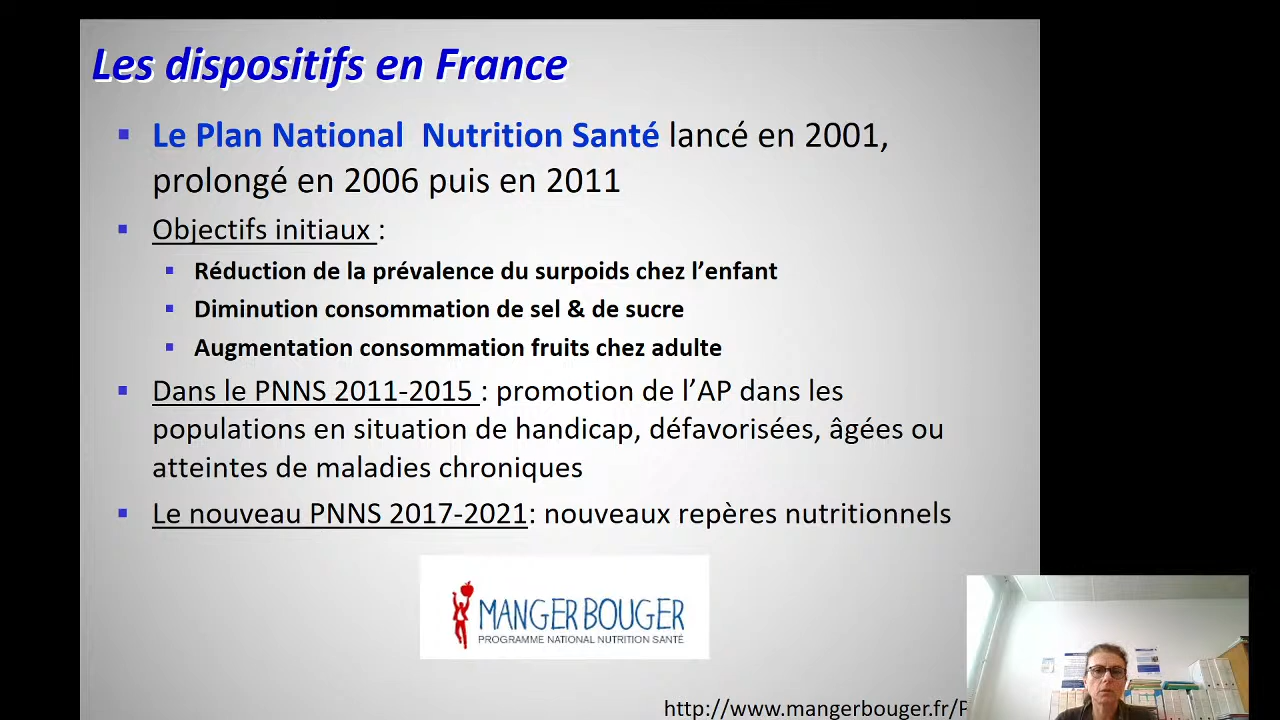 Les dispositifs en France
Le Plan National Nutrition Santé lancé en 2001,
prolongé en 2006 puis en 2011
Objectifs initiaux :
Réduction de la prévalence du surpoids chez l’enfant
Diminution consommation de sel & de sucre
Augmentation consommation fruits chez adulte
Dans le PNNS 2011-2015 : promotion de l’AP dans les
populations en situation de handicap, défavorisées, âgées ou
atteintes de maladies chroniques
Le nouveau PNNS 2017-2021: nouveaux repères nutritionnels
MANGER BOUGER
PROGRAMME NATIONAL NUTRITION SANTÉ
http://www.mangerbouger.fr/P